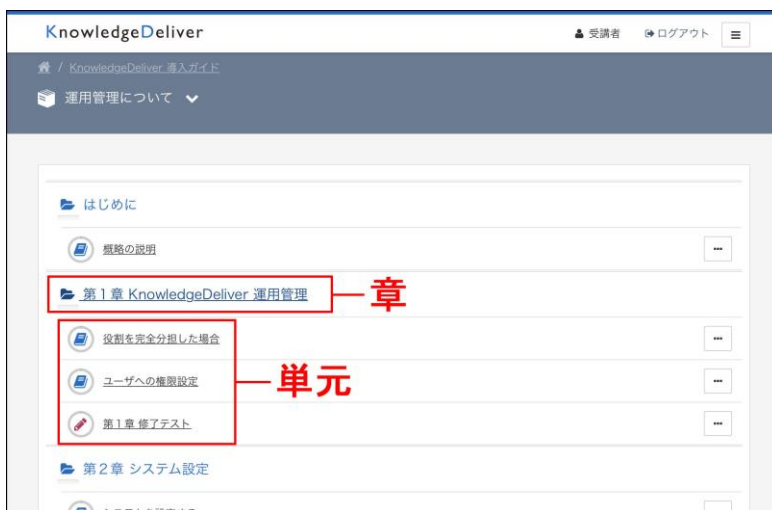 KnowledgeDeliver
受講者 ログアウト
/ KnowledgeDeliver 導入ガイド
運用管理について
はじめに
概略の説明
第1章 KnowledgeDeliver 運用管理
章
役割を完全分担した場合
ユーザへの権限設定
単元
第1章 修了テスト
第2章 システム設定